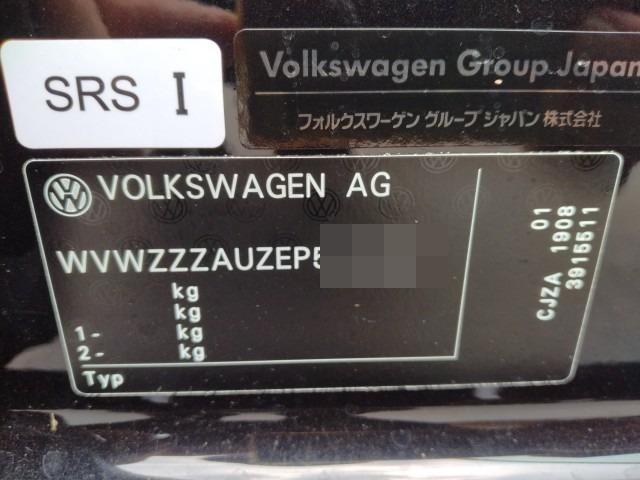 SRS I
Volkswagen Group Japan
フォルクスワーゲン グループ ジャパン 株式会社
VOLKSWAGEN AG
WVWZZZAUZEP5
kg
kg
1- kg
2- kg
Typ
01
CJZA 1908
3915511